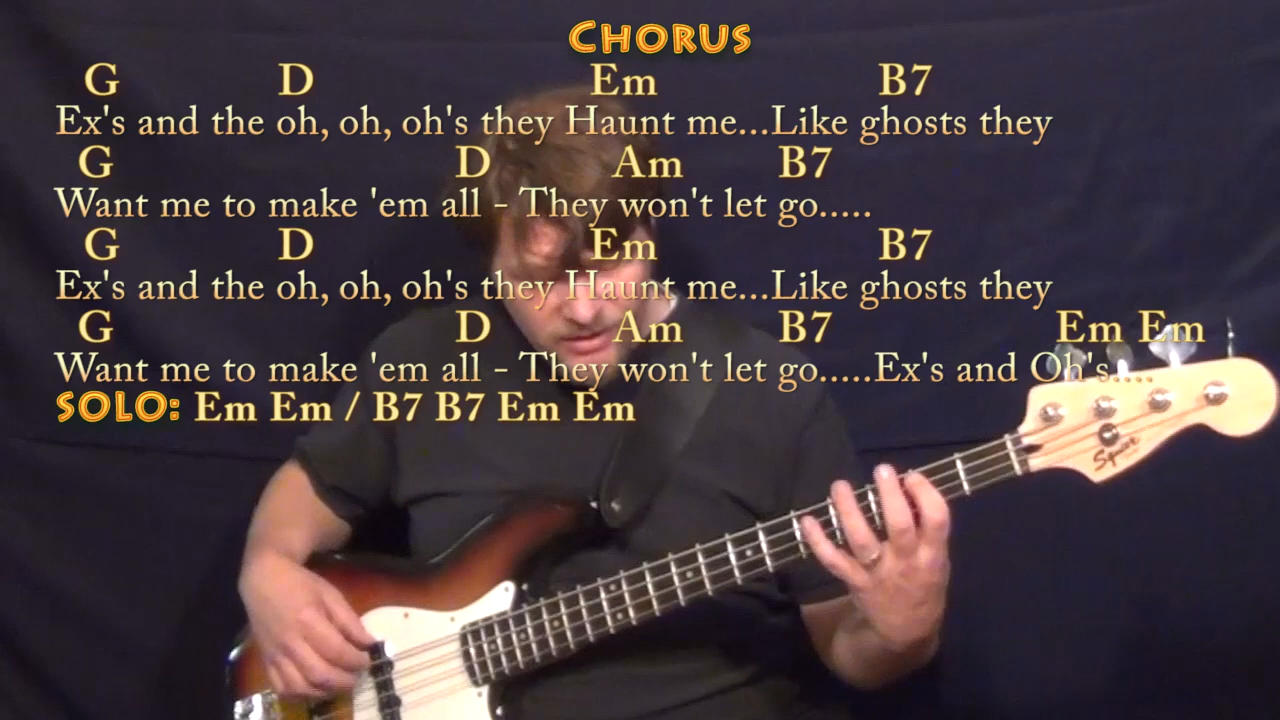 CHORUS
G D Em B7
Ex's and the oh, oh, oh's they Haunt me...Like ghosts they
G D Am B7
Want me to make 'em all - They won't let go.....
G D Em B7
Ex's and the oh, oh, oh's they Haunt me...Like ghosts they
G D Am B7 Em Em
Want me to make 'em all - They won't let go.....Ex's and Oh's....
SOLO: Em Em / B7 B7 Em Em
Squier